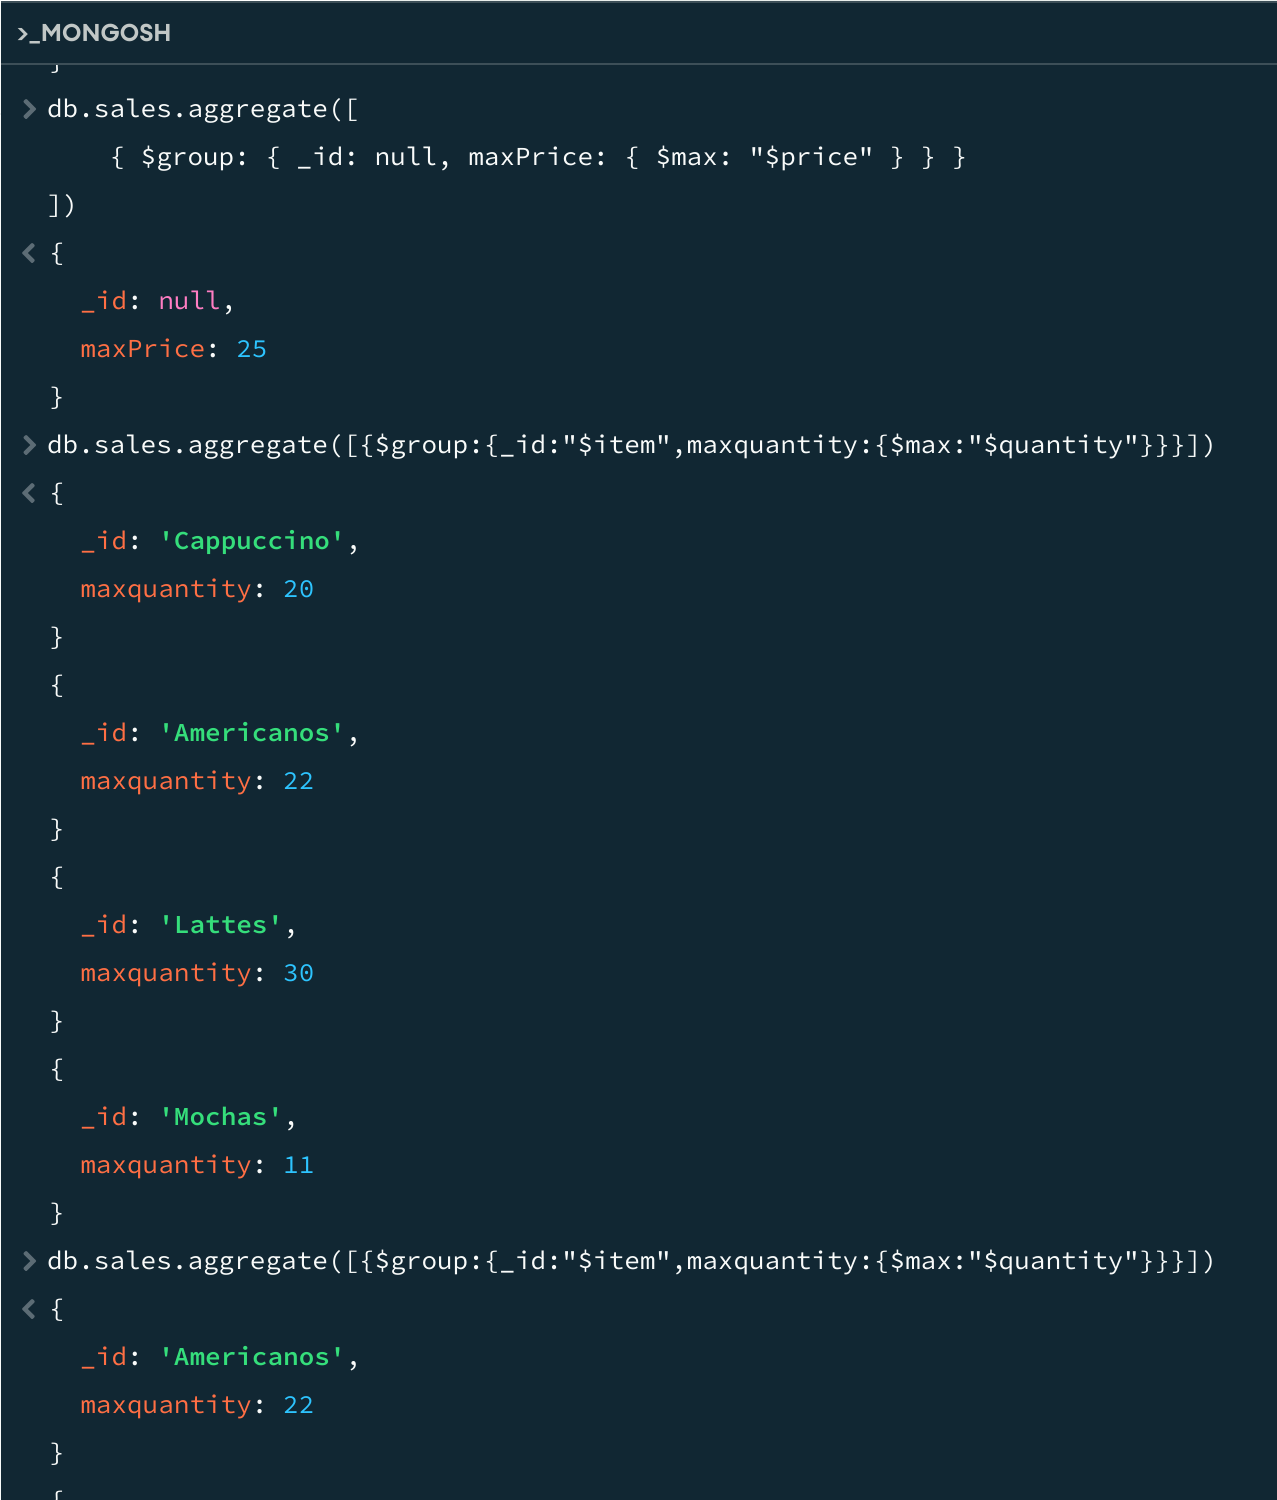 >_MONGOSH
}
> db.sales.aggregate([
    { $group: { _id: null, maxPrice: { $max: "$price" } } }
])
< {
  _id: null,
  maxPrice: 25
}
> db.sales.aggregate([{$group:{_id:"$item",maxquantity:{$max:"$quantity"}}}])
< {
  _id: 'Cappuccino',
  maxquantity: 20
}
{
  _id: 'Americanos',
  maxquantity: 22
}
{
  _id: 'Lattes',
  maxquantity: 30
}
{
  _id: 'Mochas',
  maxquantity: 11
}
> db.sales.aggregate([{$group:{_id:"$item",maxquantity:{$max:"$quantity"}}}])
< {
  _id: 'Americanos',
  maxquantity: 22
}
{